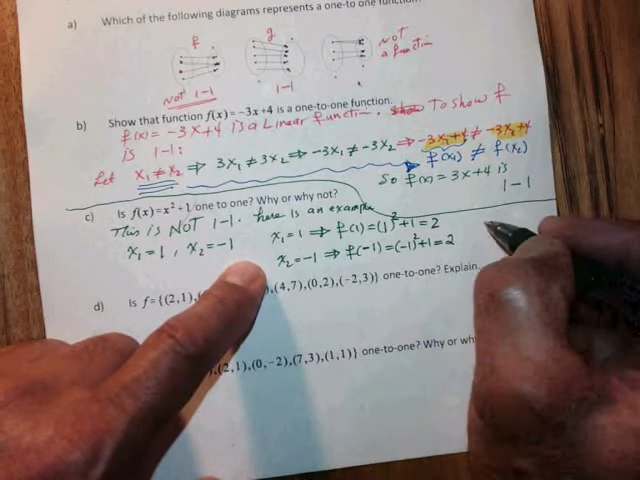 a) Which of the following diagrams represents a one-to one function
f
g
NOT a function
NOT 1-1
1-1
b) Show that function f(x)=-3x+4 is a one-to-one function.
f(x) = -3x+4 is a Linear function. To show f
is 1-1:
Let x₁ ≠ x₂ ⇒ 3x₁ ≠ 3x₂ ⇒ -3x₁ ≠ -3x₂ ⇒ -3x₁+4 ≠ -3x₂+4
f(x₁) ≠ f(x₂)
So f(x) = 3x+4 is
1-1
c) Is f(x)=x²+1 one to one? Why or why not?
This is NOT 1-1. here is an example
x₁=1, x₂=-1
x₁=1 ⇒ f(1)=(1)²+1=2
x₂=-1 ⇒ f(-1)=(-1)²+1=2
d) Is f={(2,1),( ),(4,7),(0,2),(-2,3)} one-to-one? Explain.
,(2,1),(0,-2),(7,3),(1,1)} one-to-one? Why or wh